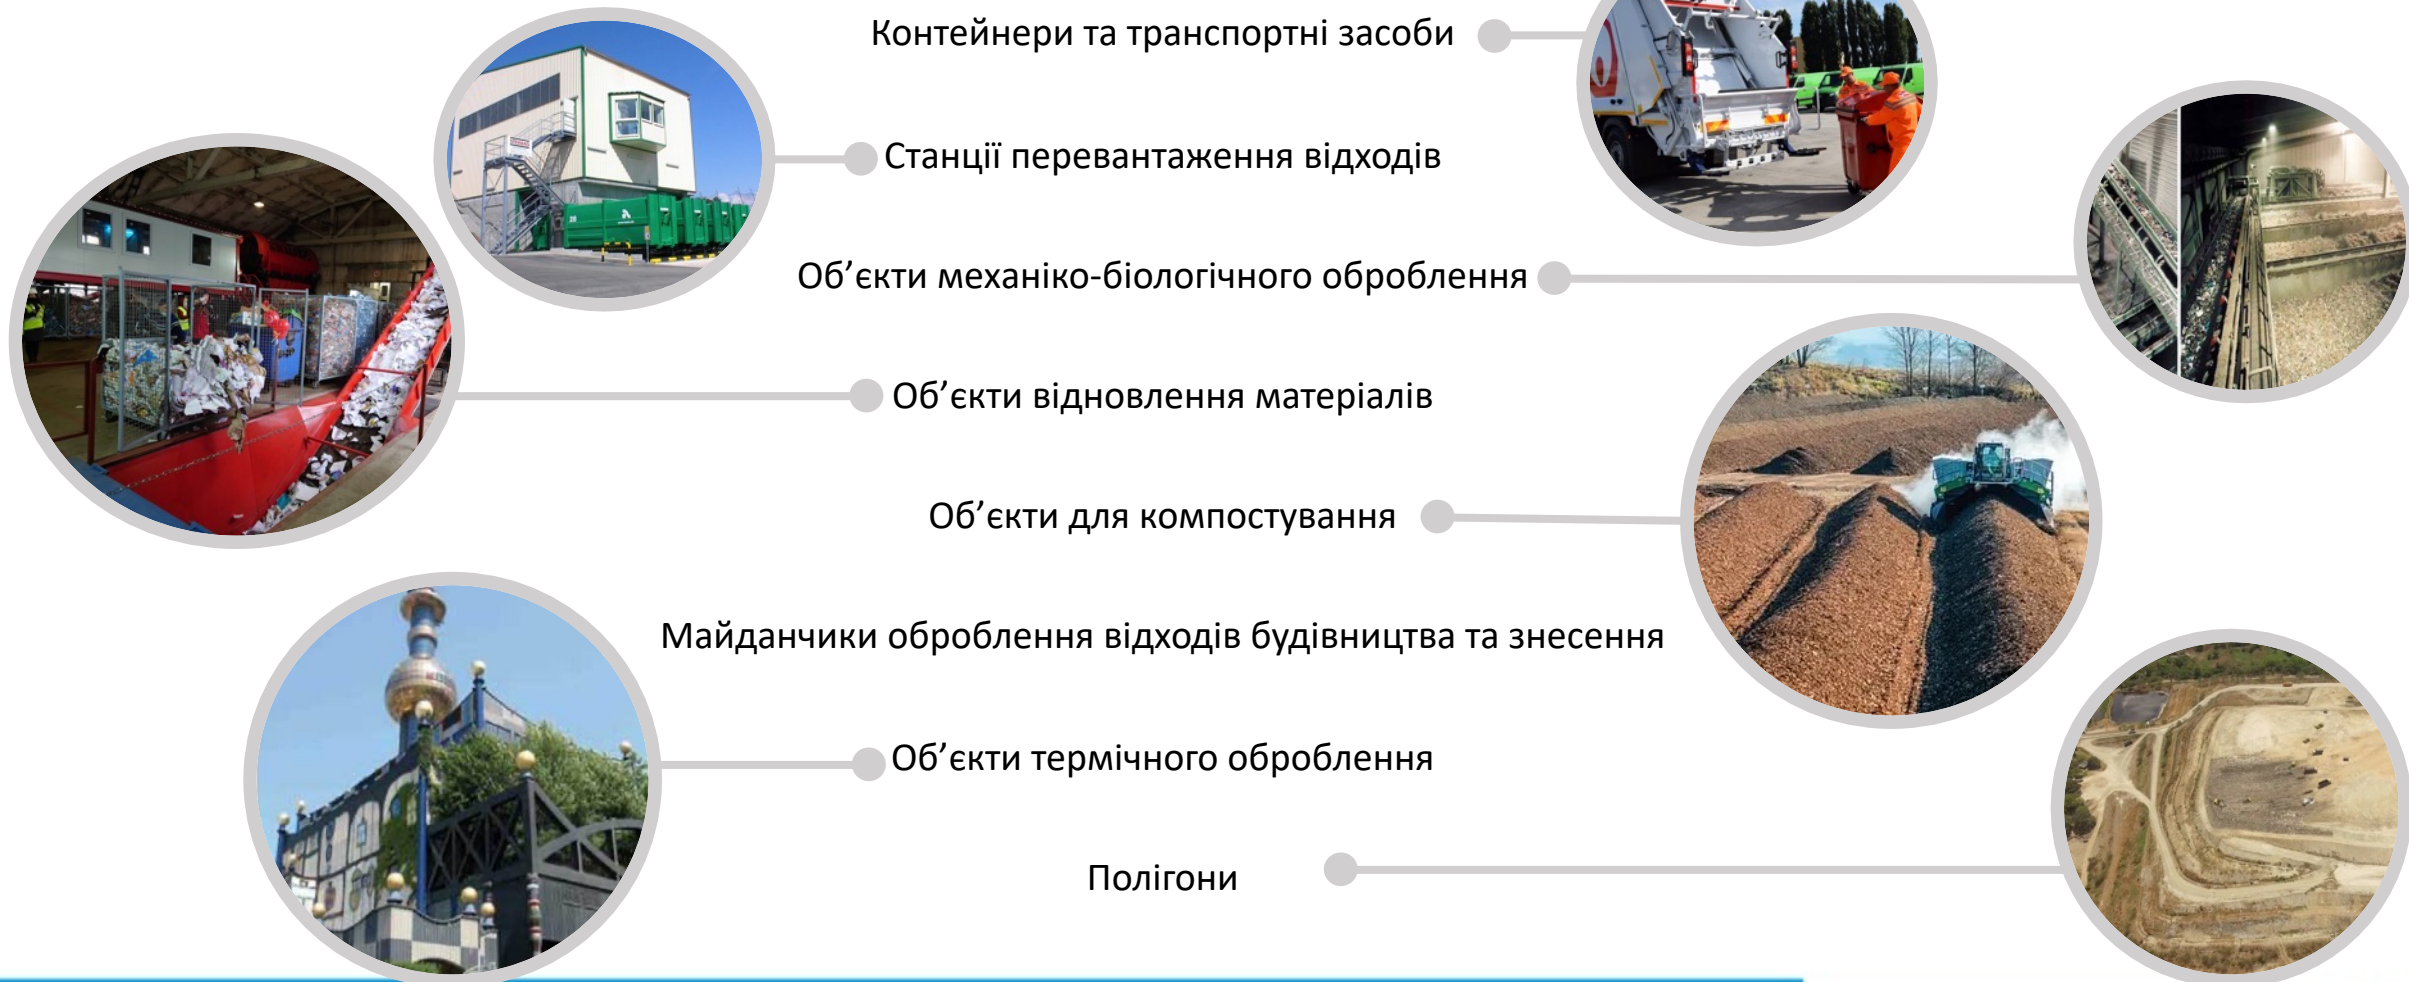 Контейнери та транспортні засоби
Станції перевантаження відходів
Об’єкти механіко-біологічного оброблення
Об’єкти відновлення матеріалів
Об’єкти для компостування
Майданчики оброблення відходів будівництва та знесення
Об’єкти термічного оброблення
Полігони